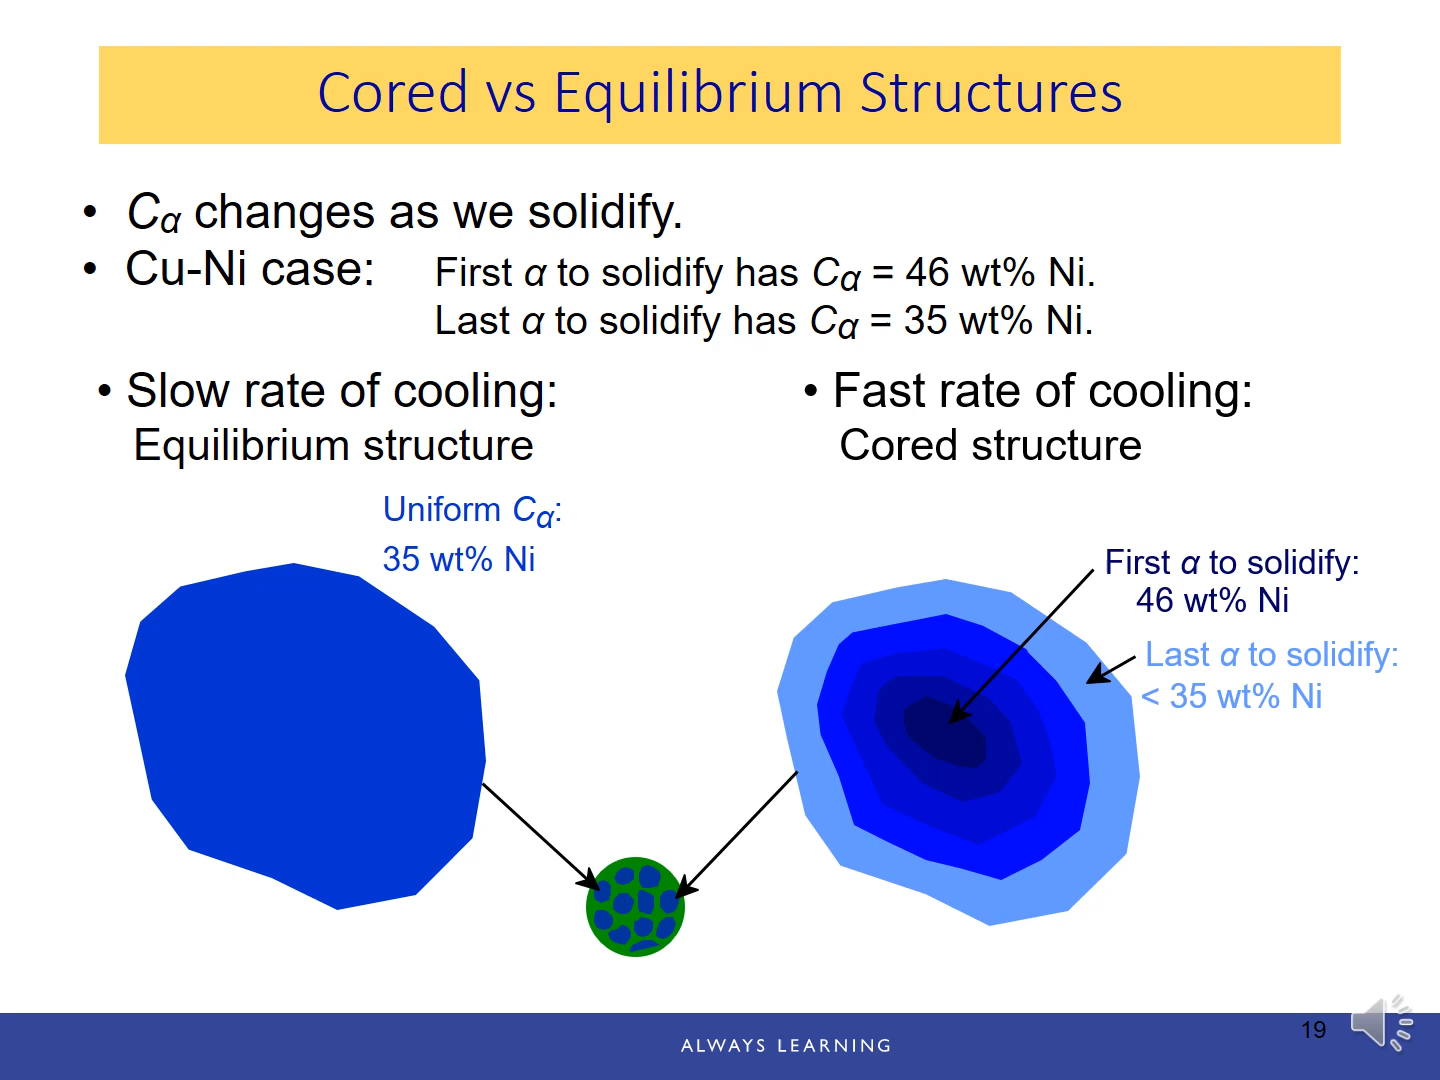 Cored vs Equilibrium Structures
• Cα changes as we solidify.
• Cu-Ni case: First α to solidify has Cα = 46 wt% Ni.
Last α to solidify has Cα = 35 wt% Ni.
• Slow rate of cooling:
Equilibrium structure
• Fast rate of cooling:
Cored structure
Uniform Cα:
35 wt% Ni
First α to solidify:
46 wt% Ni
Last α to solidify:
< 35 wt% Ni
19
ALWAYS LEARNING